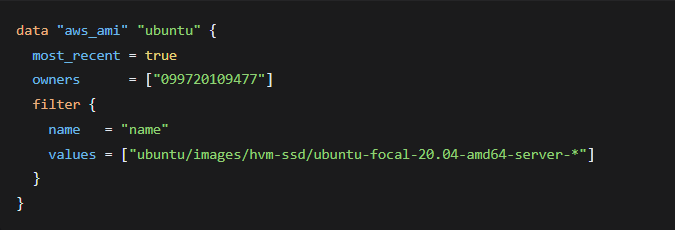 data "aws_ami" "ubuntu" {
  most_recent = true
  owners      = ["099720109477"]
  filter {
    name   = "name"
    values = ["ubuntu/images/hvm-ssd/ubuntu-focal-20.04-amd64-server-*"]
  }
}